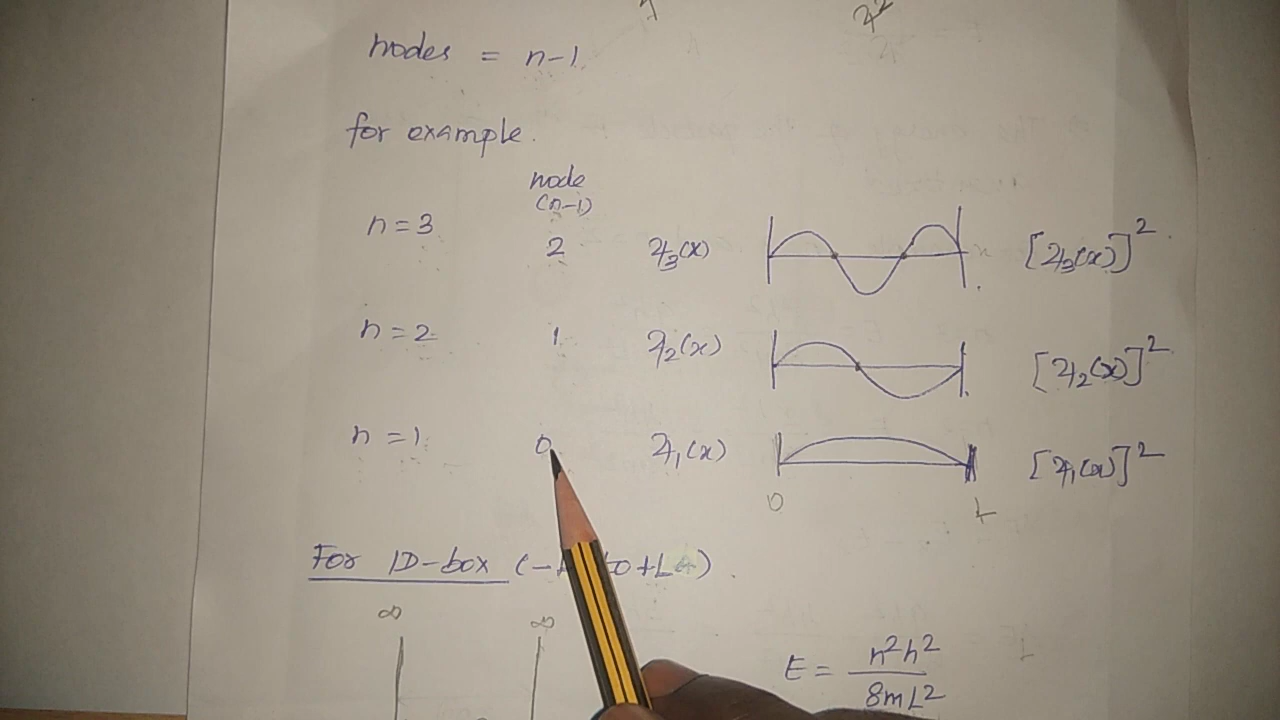 nodes = n-1
for example.
node
(n-1)
n=3 2 ψ₃(x) x [ψ₃(x)]²
n=2 1 ψ₂(x) [ψ₂(x)]²
n=1 0 ψ₁(x) [ψ₁(x)]²
0 L
For 1D-box (- to +L
∞ ∞
E = n²h²
8mL²